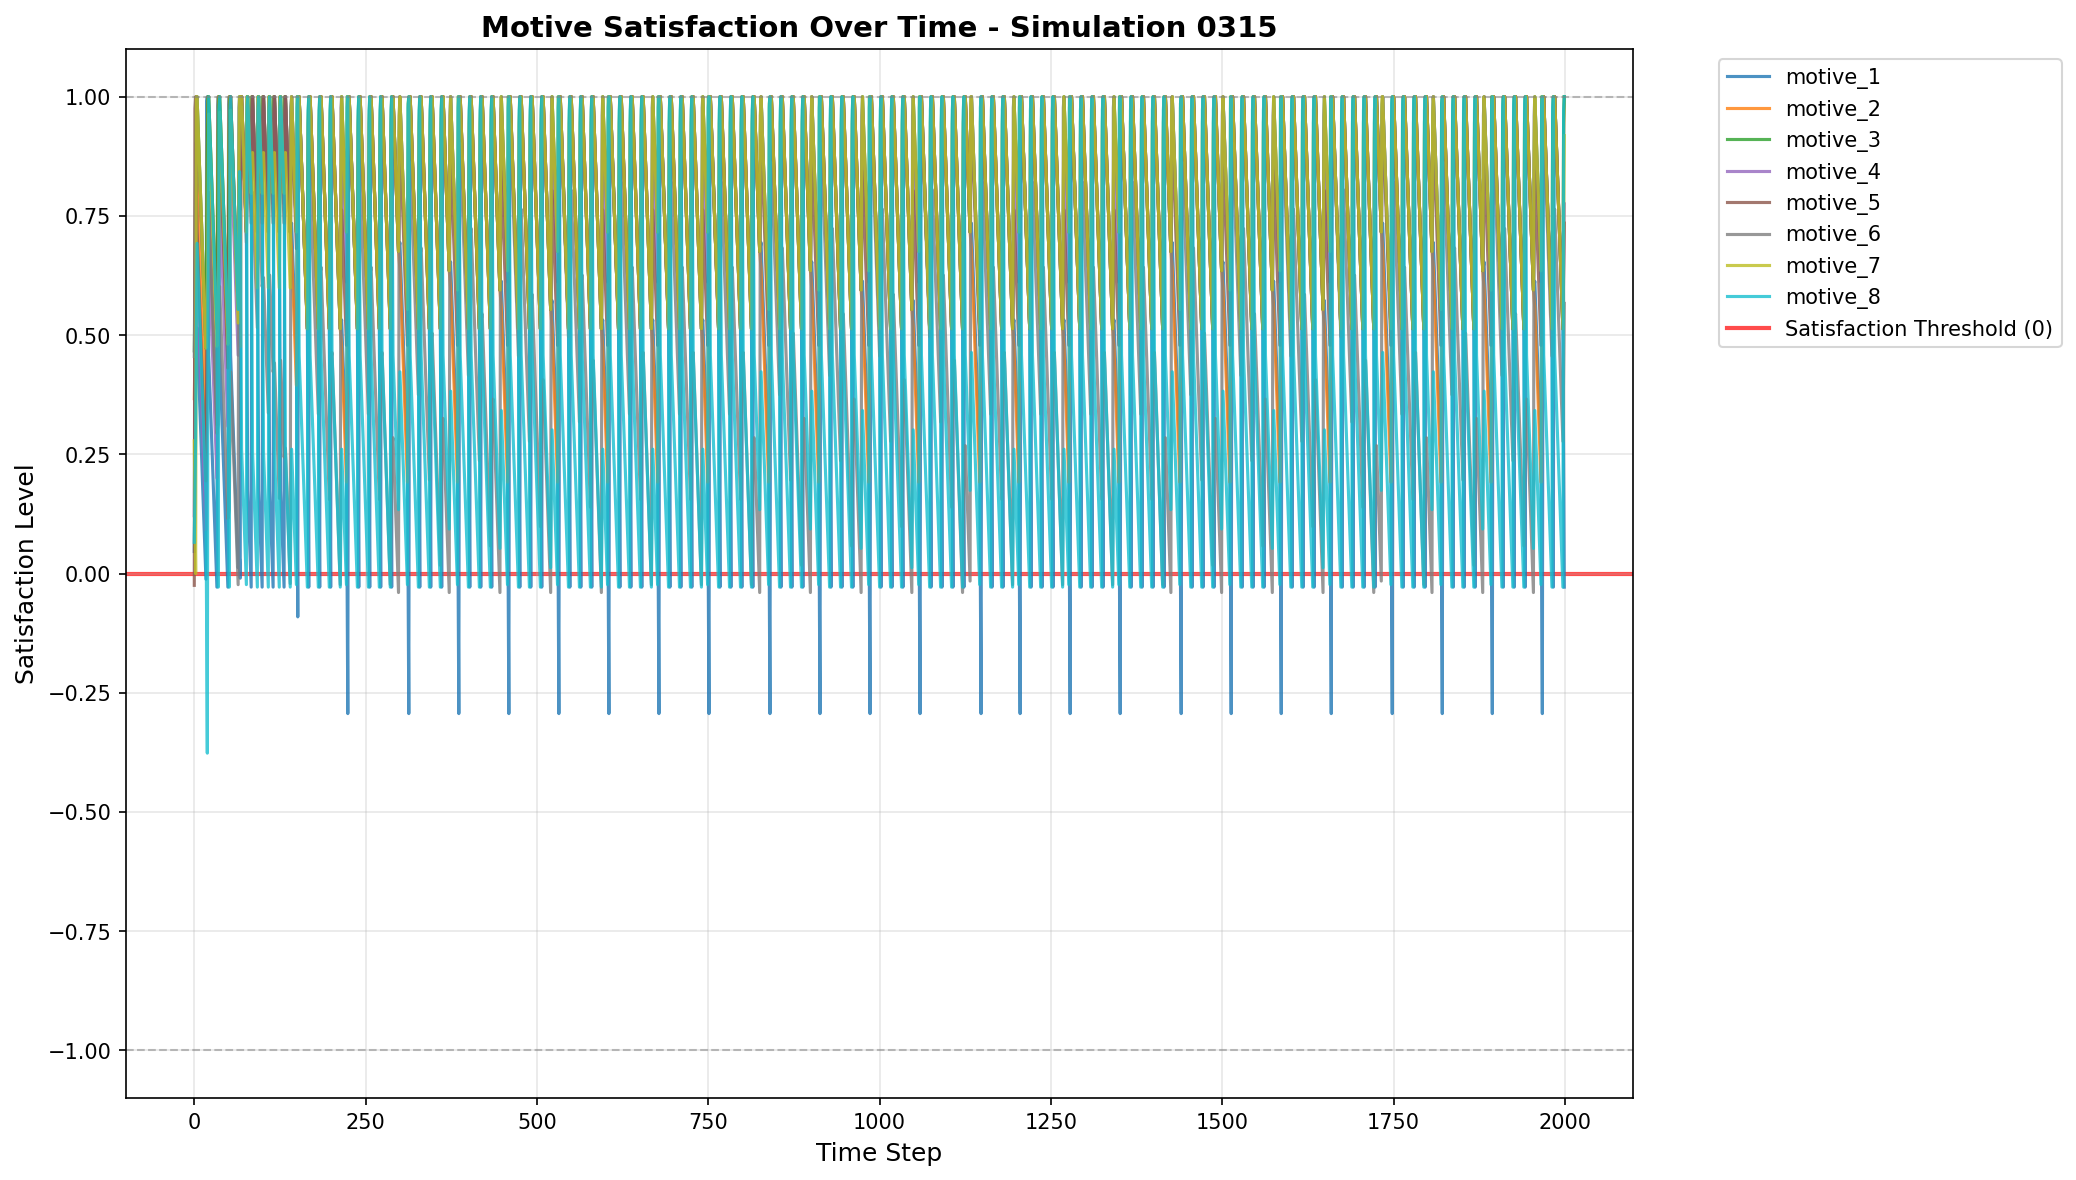 Motive Satisfaction Over Time - Simulation 0315
1.00
0.75
0.50
0.25
0.00
−0.25
−0.50
−0.75
−1.00
Satisfaction Level
0 250 500 750 1000 1250 1500 1750 2000
Time Step
motive_1
motive_2
motive_3
motive_4
motive_5
motive_6
motive_7
motive_8
Satisfaction Threshold (0)